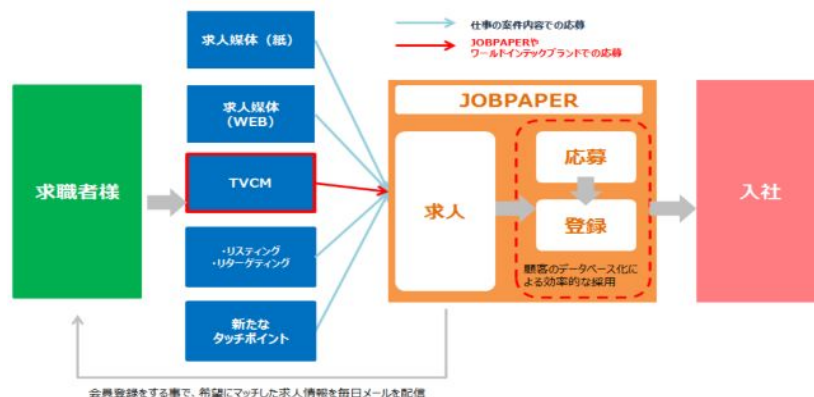 仕事の案件内容での応募
JOBPAPERや
ワールドインテックブランドでの応募
求職者様
求人媒体（紙）
求人媒体
（WEB）
TVCM
・リスティング
・リターゲティング
新たな
タッチポイント
JOBPAPER
求人
応募
登録
顧客のデータベース化に
よる効率的な採用
入社
会員登録をする事で、希望にマッチした求人情報を毎日メールを配信